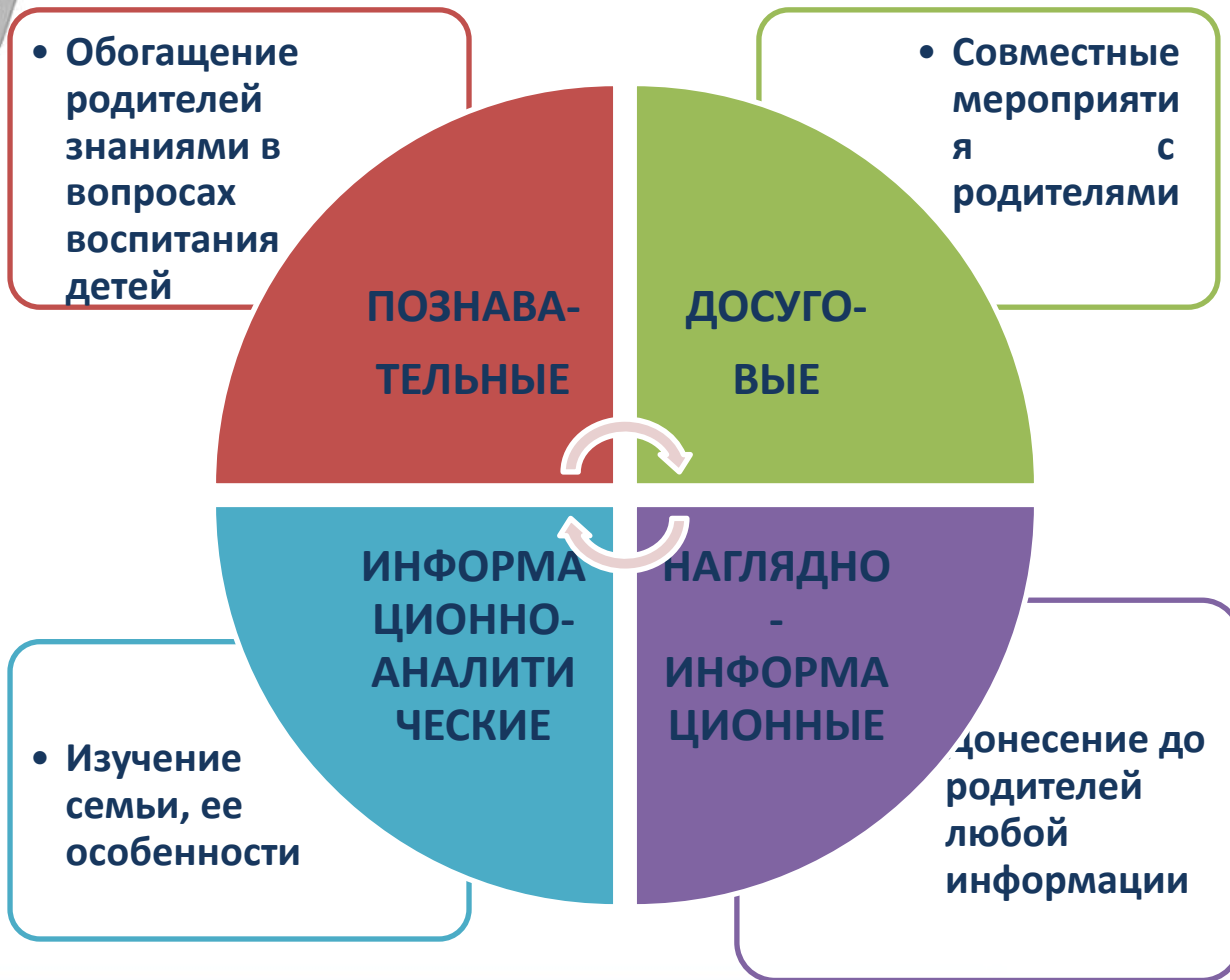 • Обогащение
родителей
знаниями в
вопросах
воспитания
детей
• Совместные
мероприяти
я с
родителями
ПОЗНАВА-
ТЕЛЬНЫЕ
ДОСУГО-
ВЫЕ
ИНФОРМА
ЦИОННО-
АНАЛИТИ
ЧЕСКИЕ
НАГЛЯДНО
-
ИНФОРМА
ЦИОННЫЕ
• Изучение
семьи, ее
особенности
донесение до
родителей
любой
информации